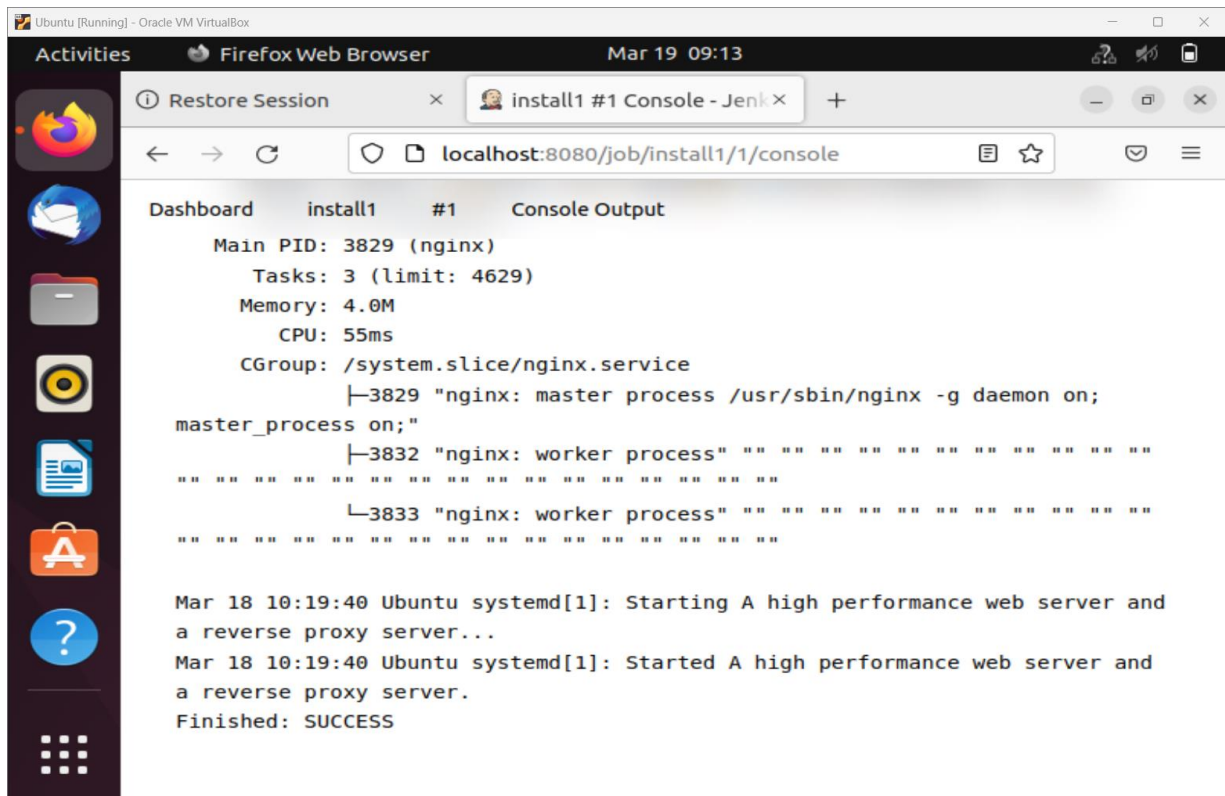 Ubuntu [Running] - Oracle VM VirtualBox
Activities Firefox Web Browser Mar 19 09:13
Restore Session install1 #1 Console - Jenk
localhost:8080/job/install1/1/console
Dashboard install1 #1 Console Output
Main PID: 3829 (nginx)
Tasks: 3 (limit: 4629)
Memory: 4.0M
CPU: 55ms
CGroup: /system.slice/nginx.service
├─3829 "nginx: master process /usr/sbin/nginx -g daemon on;
master_process on;"
├─3832 "nginx: worker process" "" "" "" "" "" "" "" "" "" "" ""
"" "" "" "" "" "" "" "" "" "" "" "" "" "" "" ""
└─3833 "nginx: worker process" "" "" "" "" "" "" "" "" "" "" ""
"" "" "" "" "" "" "" "" "" "" "" "" "" "" "" ""
Mar 18 10:19:40 Ubuntu systemd[1]: Starting A high performance web server and
a reverse proxy server...
Mar 18 10:19:40 Ubuntu systemd[1]: Started A high performance web server and
a reverse proxy server.
Finished: SUCCESS